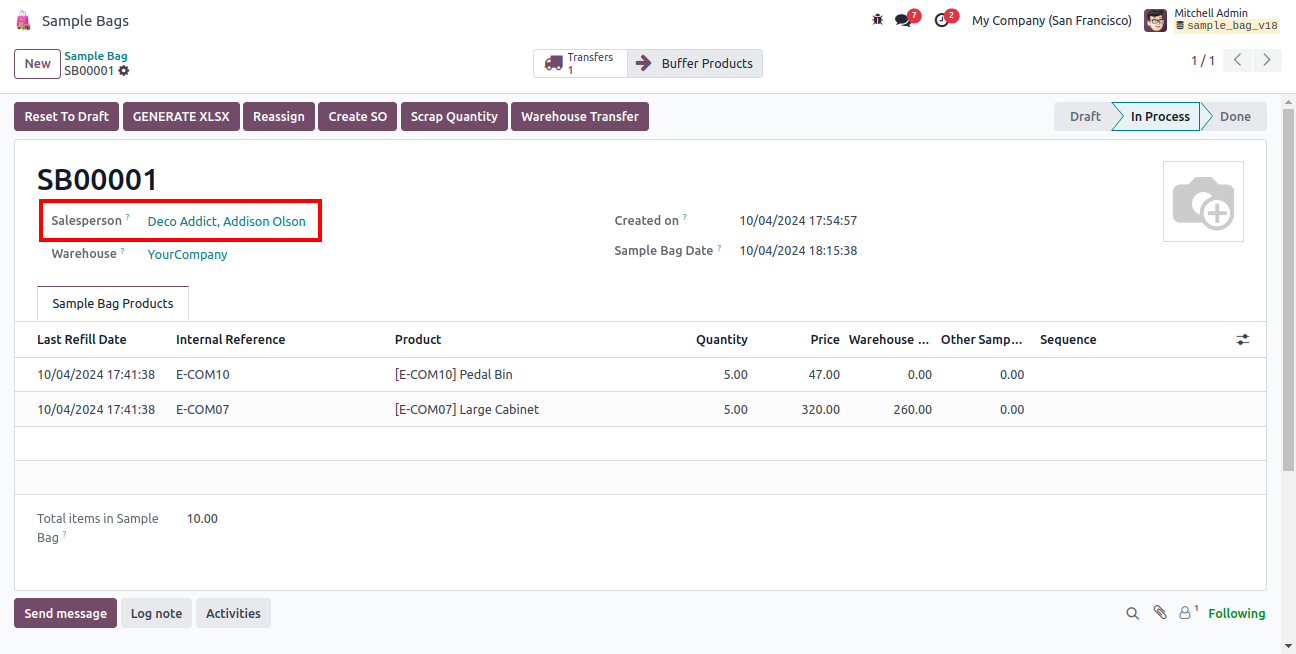 Sample Bags
7
2
My Company (San Francisco)
Mitchell Admin
sample_bag_v18
New
Sample Bag
SB00001
Transfers
1
Buffer Products
1 / 1
Reset To Draft
GENERATE XLSX
Reassign
Create SO
Scrap Quantity
Warehouse Transfer
Draft
In Process
Done
SB00001
Salesperson ? Deco Addict, Addison Olson
Created on ? 10/04/2024 17:54:57
Warehouse ? YourCompany
Sample Bag Date ? 10/04/2024 18:15:38
Sample Bag Products
Last Refill Date Internal Reference Product Quantity Price Warehouse ... Other Samp... Sequence
10/04/2024 17:41:38 E-COM10 [E-COM10] Pedal Bin 5.00 47.00 0.00 0.00
10/04/2024 17:41:38 E-COM07 [E-COM07] Large Cabinet 5.00 320.00 260.00 0.00
Total items in Sample 10.00
Bag ?
Send message
Log note
Activities
1
Following